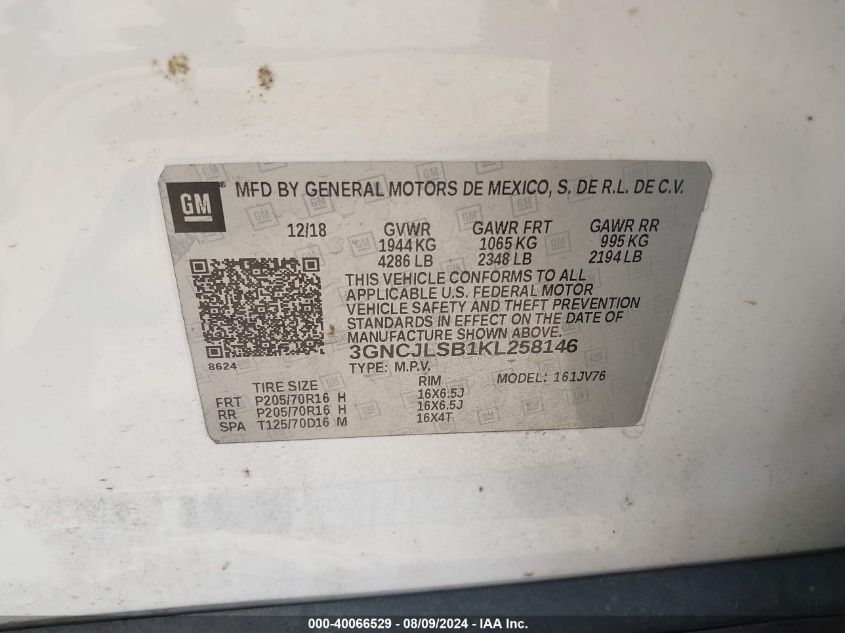 GM® MFD BY GENERAL MOTORS DE MEXICO, S. DE R.L. DE C.V.
12/18 GVWR GAWR FRT GAWR RR
1944 KG 1065 KG 995 KG
4286 LB 2348 LB 2194 LB
THIS VEHICLE CONFORMS TO ALL
APPLICABLE U.S. FEDERAL MOTOR
VEHICLE SAFETY AND THEFT PREVENTION
STANDARDS IN EFFECT ON THE DATE OF
MANUFACTURE SHOWN ABOVE.
3GNCJLSB1KL258146
8624 TYPE: M.P.V. MODEL: 161JV76
TIRE SIZE RIM
FRT P205/70R16 H 16X6.5J
RR P205/70R16 H 16X6.5J
SPA T125/70D16 M 16X4T
000-40066529 - 08/09/2024 - IAA Inc.